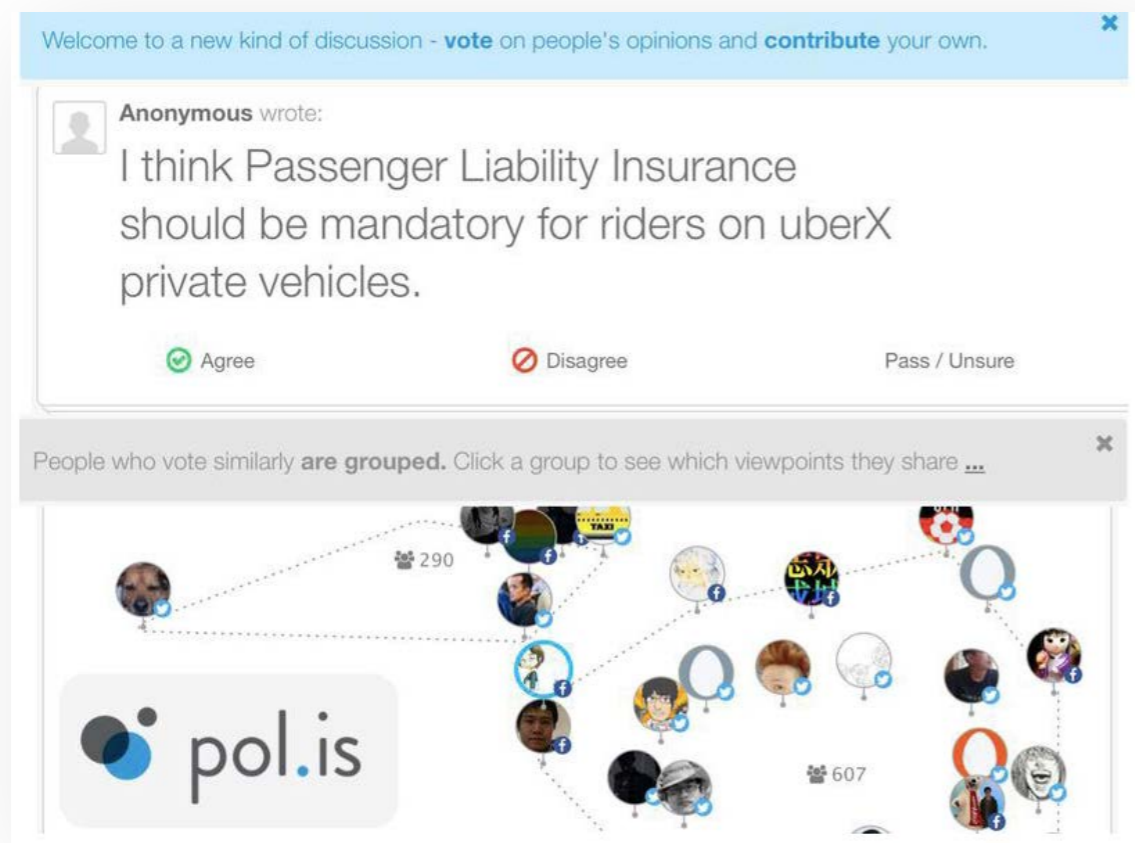 Welcome to a new kind of discussion - vote on people's opinions and contribute your own.
Anonymous wrote:
I think Passenger Liability Insurance
should be mandatory for riders on uberX
private vehicles.
Agree
Disagree
Pass / Unsure
People who vote similarly are grouped. Click a group to see which viewpoints they share ...
TAXI
290
607
pol.is